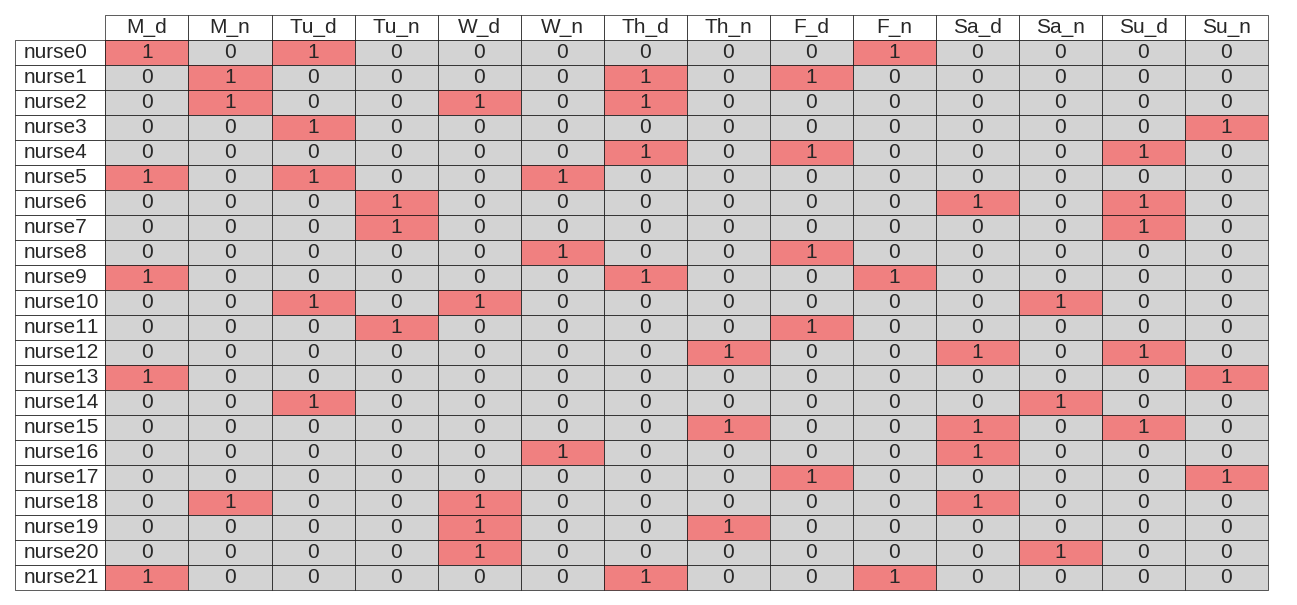 M_d M_n Tu_d Tu_n W_d W_n Th_d Th_n F_d F_n Sa_d Sa_n Su_d Su_n
nurse0 1 0 1 0 0 0 0 0 0 1 0 0 0 0
nurse1 0 1 0 0 0 0 1 0 1 0 0 0 0 0
nurse2 0 1 0 0 1 0 1 0 0 0 0 0 0 0
nurse3 0 0 1 0 0 0 0 0 0 0 0 0 0 1
nurse4 0 0 0 0 0 0 1 0 1 0 0 0 1 0
nurse5 1 0 1 0 0 1 0 0 0 0 0 0 0 0
nurse6 0 0 0 1 0 0 0 0 0 0 1 0 1 0
nurse7 0 0 0 1 0 0 0 0 0 0 0 0 1 0
nurse8 0 0 0 0 0 1 0 0 1 0 0 0 0 0
nurse9 1 0 0 0 0 0 1 0 0 1 0 0 0 0
nurse10 0 0 1 0 1 0 0 0 0 0 0 1 0 0
nurse11 0 0 0 1 0 0 0 0 1 0 0 0 0 0
nurse12 0 0 0 0 0 0 0 1 0 0 1 0 1 0
nurse13 1 0 0 0 0 0 0 0 0 0 0 0 0 1
nurse14 0 0 1 0 0 0 0 0 0 0 0 1 0 0
nurse15 0 0 0 0 0 0 0 1 0 0 1 0 1 0
nurse16 0 0 0 0 0 1 0 0 0 0 1 0 0 0
nurse17 0 0 0 0 0 0 0 0 1 0 0 0 0 1
nurse18 0 1 0 0 1 0 0 0 0 0 1 0 0 0
nurse19 0 0 0 0 1 0 0 1 0 0 0 0 0 0
nurse20 0 0 0 0 1 0 0 0 0 0 0 1 0 0
nurse21 1 0 0 0 0 0 1 0 0 1 0 0 0 0